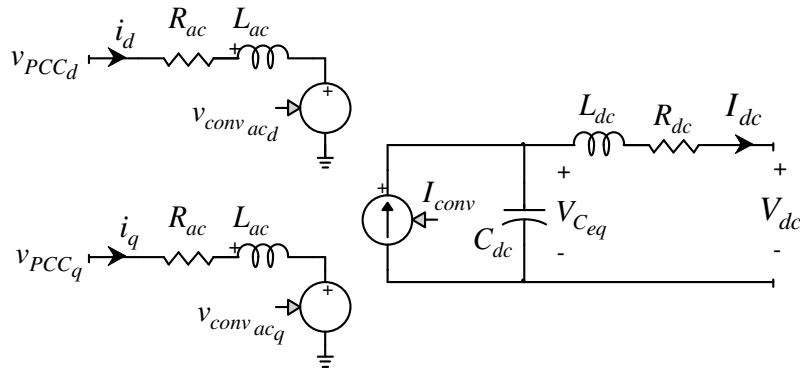 i_d R_ac + L_ac
v_PCC_d
+
v_conv ac_d
L_dc R_dc I_dc
+ I_conv + +
C_dc V_C_eq V_dc
- -
i_q R_ac + L_ac
v_PCC_q
+
v_conv ac_q